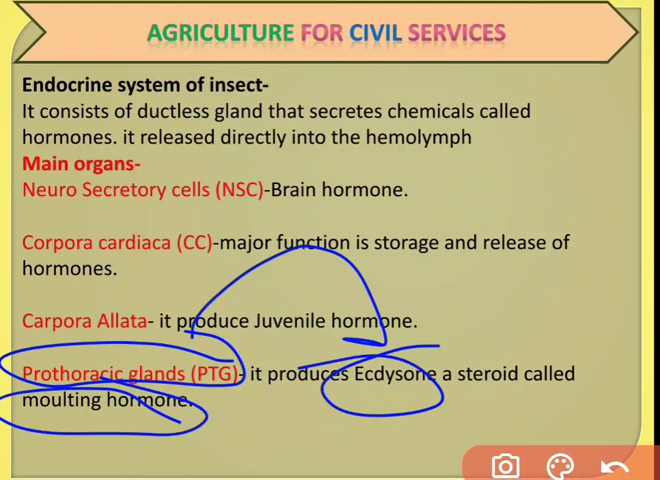 AGRICULTURE FOR CIVIL SERVICES
Endocrine system of insect-
It consists of ductless gland that secretes chemicals called
hormones. it released directly into the hemolymph
Main organs-
Neuro Secretory cells (NSC)-Brain hormone.
Corpora cardiaca (CC)-major function is storage and release of
hormones.
Carpora Allata- it produce Juvenile hormone.
Prothoracic glands (PTG)- it produces Ecdysone a steroid called
moulting hormone.